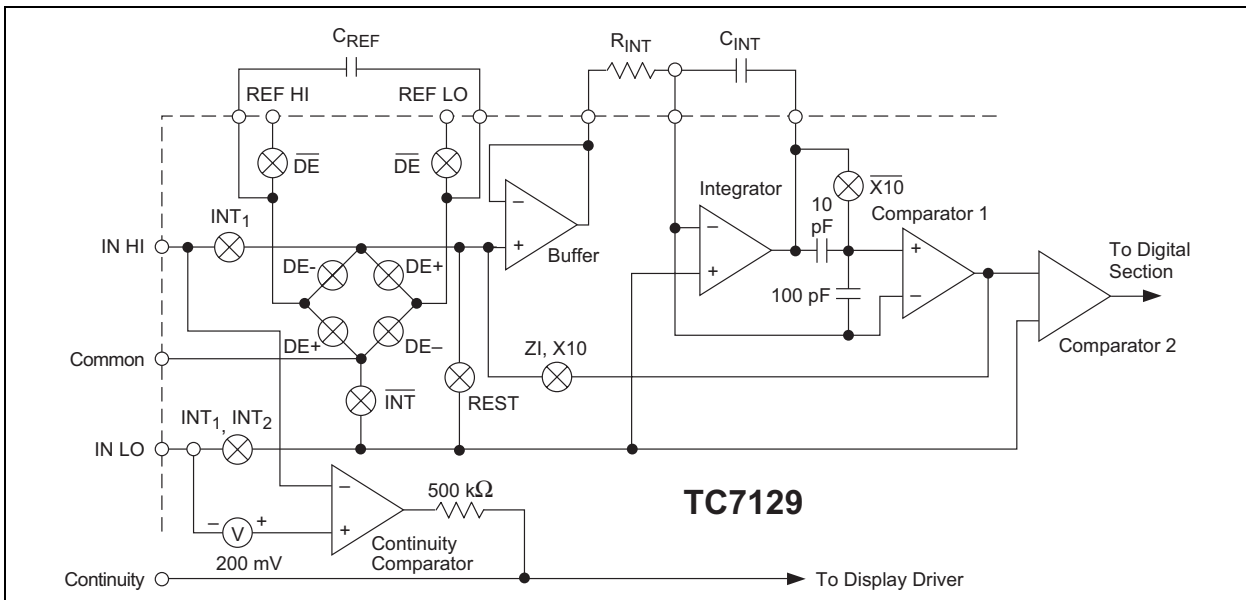 CREF
RINT
CINT
REF HI
REF LO
DE
DE
X10
Integrator
10
pF
Comparator 1
INT1
IN HI
Buffer
To Digital
Section
DE-
DE+
100 pF
DE+
DE–
ZI, X10
Comparator 2
Common
INT
REST
INT1, INT2
IN LO
500 kΩ
TC7129
– V +
200 mV
Continuity
Comparator
Continuity
To Display Driver